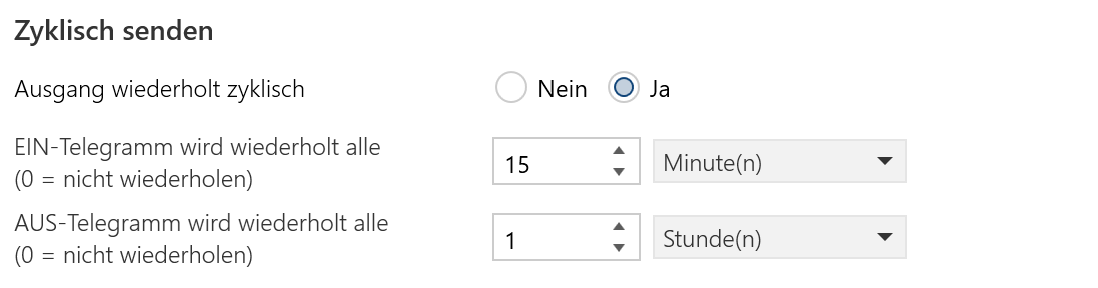 Zyklisch senden
Ausgang wiederholt zyklisch Nein Ja
EIN-Telegramm wird wiederholt alle
(0 = nicht wiederholen) 15 Minute(n)
AUS-Telegramm wird wiederholt alle
(0 = nicht wiederholen) 1 Stunde(n)